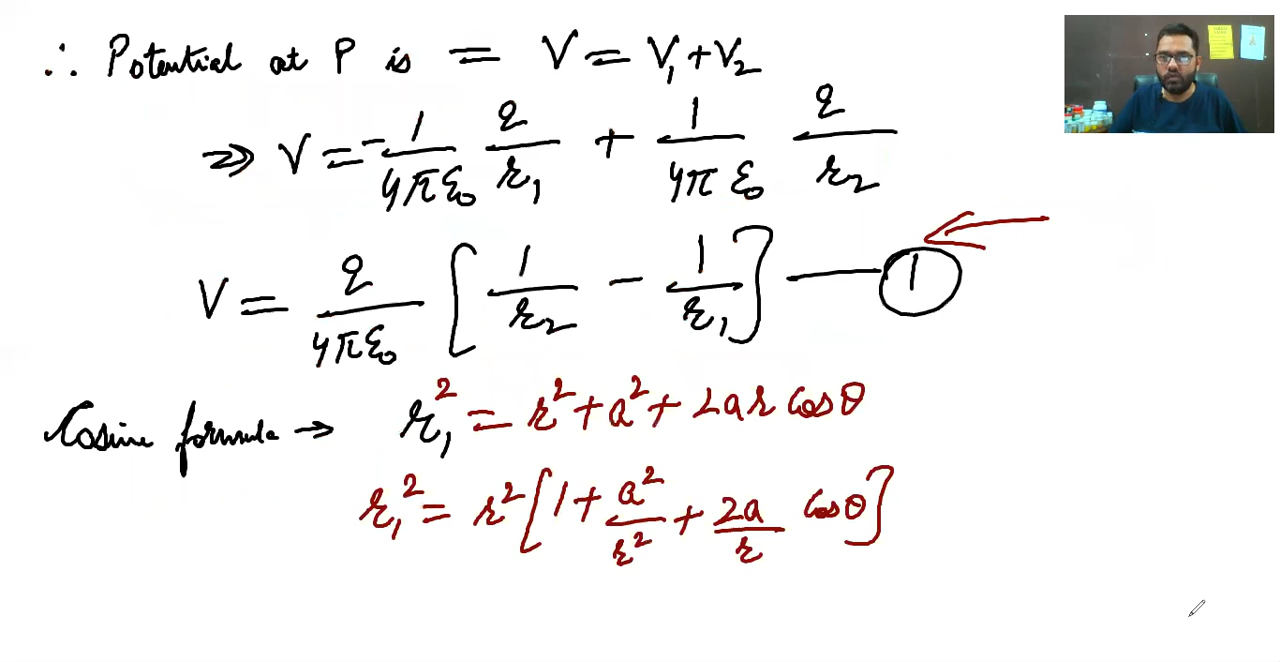 ∴ Potential at P is = V = V₁ + V₂
⇒ V = -1/4πε₀ q/r₁ + 1/4πε₀ q/r₂
V = q/4πε₀ [1/r₂ - 1/r₁] — ①
Cosine formula → r₁² = r² + a² + 2ar cosθ
r₁² = r² [1 + a²/r² + 2a/r cosθ]